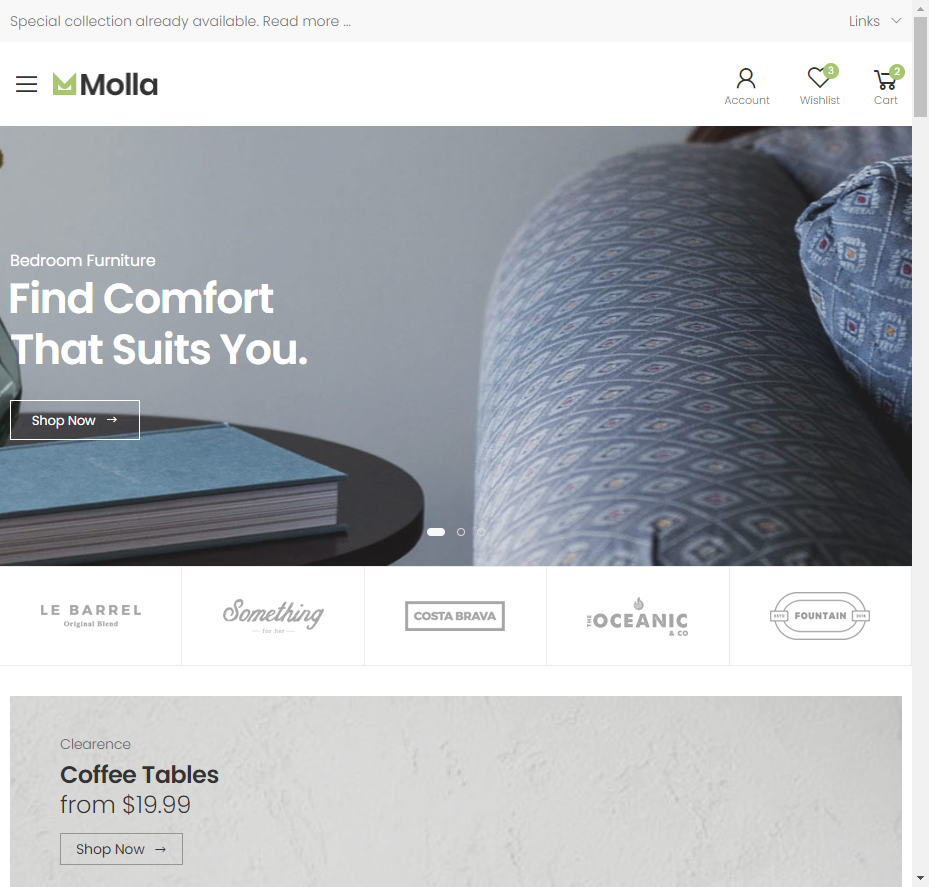 Special collection already available. Read more ...
Links
Molla
Account
3
Wishlist
2
Cart
Bedroom Furniture
Find Comfort
That Suits You.
Shop Now →
LE BARREL
Original Blend
Something
for her
COSTA BRAVA
THE OCEANIC
& CO
ESTD FOUNTAIN 2018
Clearence
Coffee Tables
from $19.99
Shop Now →